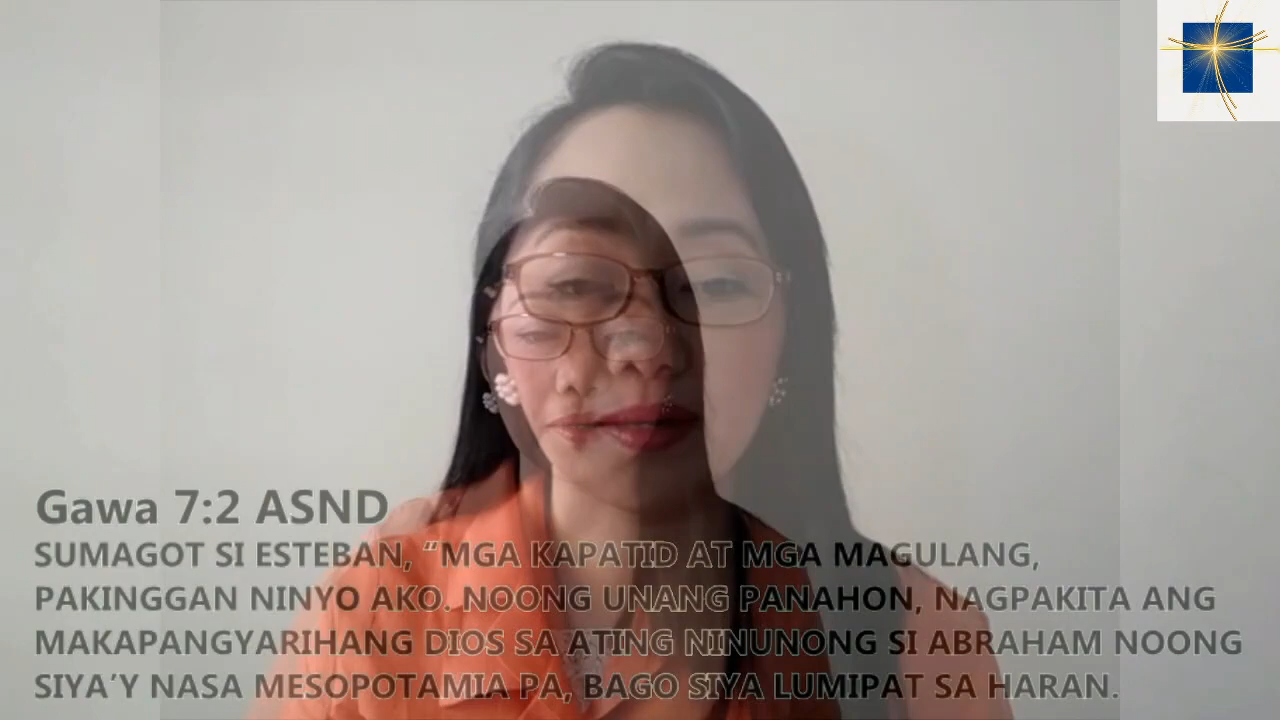 Gawa 7:2 ASND
SUMAGOT SI ESTEBAN, “MGA KAPATID AT MGA MAGULANG,
PAKINGGAN NINYO AKO. NOONG UNANG PANAHON, NAGPAKITA ANG
MAKAPANGYARIHANG DIOS SA ATING NINUNONG SI ABRAHAM NOONG
SIYA’Y NASA MESOPOTAMIA PA, BAGO SIYA LUMIPAT SA HARAN.